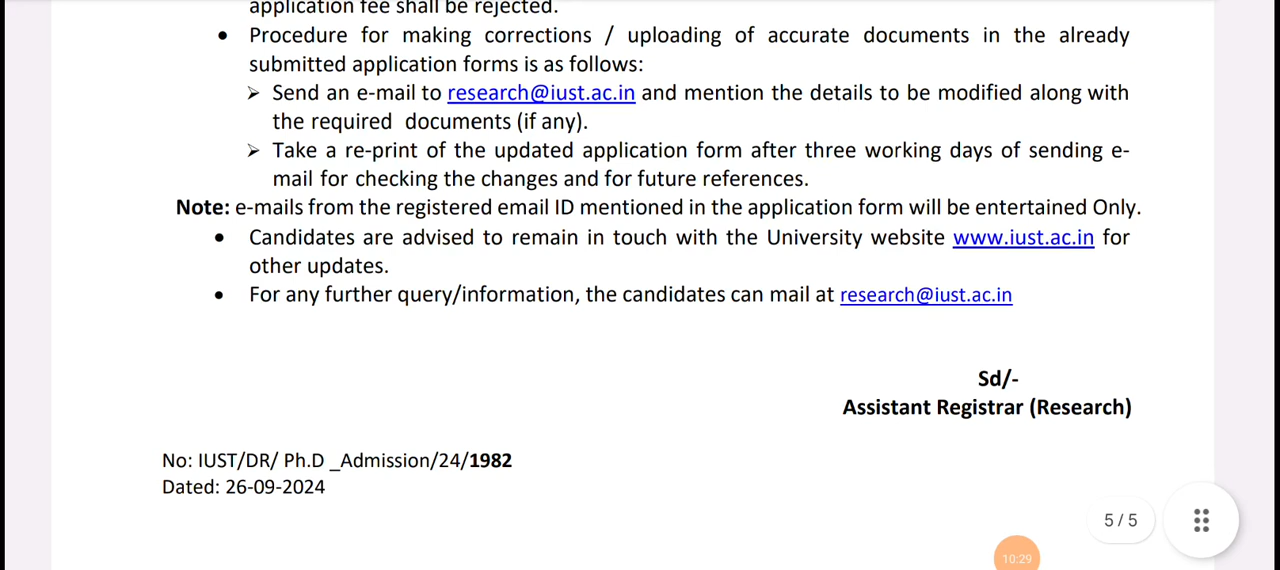 application fee shall be rejected.
• Procedure for making corrections / uploading of accurate documents in the already
submitted application forms is as follows:
➢ Send an e-mail to research@iust.ac.in and mention the details to be modified along with
the required documents (if any).
➢ Take a re-print of the updated application form after three working days of sending e-
mail for checking the changes and for future references.
Note: e-mails from the registered email ID mentioned in the application form will be entertained Only.
• Candidates are advised to remain in touch with the University website www.iust.ac.in for
other updates.
• For any further query/information, the candidates can mail at research@iust.ac.in
Sd/-
Assistant Registrar (Research)
No: IUST/DR/ Ph.D _Admission/24/1982
Dated: 26-09-2024
5 / 5
10:29